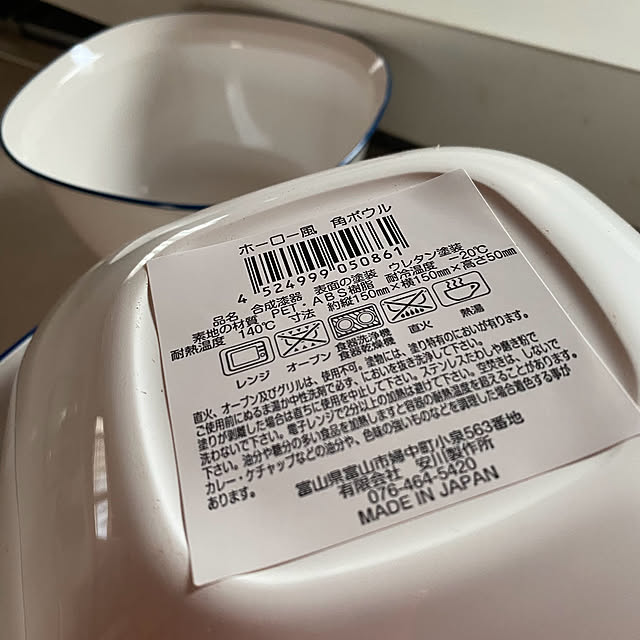 ホーロー風 角ボウル
4 524999 050861
品名 合成漆器 表面の塗装 ウレタン塗装
素地の材質 PET・ABS樹脂 耐冷温度 －20℃
耐熱温度 140℃ 寸法 約縦150mm×横150mm×高さ50mm
レンジ オーブン 食器洗浄機 食器乾燥機 直火 熱湯
直火、オーブン及びグリルは、使用不可。塗物には、塗り特有のにおいが有ります。
ご使用前にぬるま湯か中性洗剤で必ず、においを抜き洗浄して下さい。
塗りが剥離した場合は直ちに使用を中止して下さい。ステンレスたわしや磨き粉で
洗わないで下さい。電子レンジで2分以上の加熱は避けて下さい。空焚きは、しないで
下さい。油分や糖分の多い食品を加熱しますと容器の耐熱温度を超えることがあります。
カレー・ケチャップなどの油分や、色味の強いものなどを調理した場合着色する事が
あります。
富山県富山市婦中町小泉563番地
有限会社 安川製作所
076-464-5420
MADE IN JAPAN